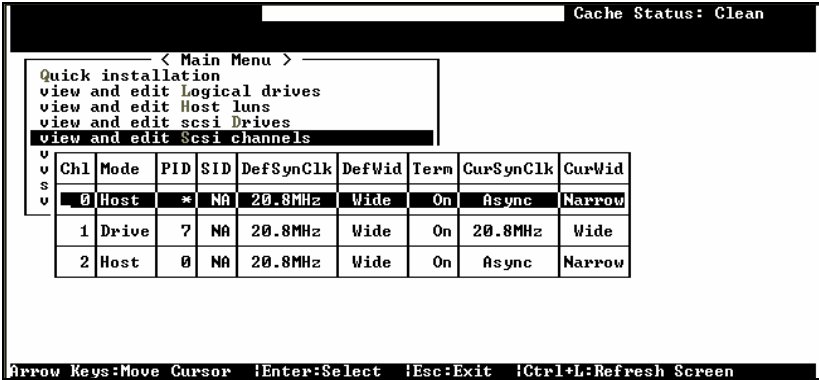 Cache Status: Clean
< Main Menu >
Quick installation
view and edit Logical drives
view and edit Host luns
view and edit scsi Drives
view and edit Scsi channels
v
v
s
v
Chl Mode PID SID DefSynClk DefWid Term CurSynClk CurWid
0 Host * NA 20.8MHz Wide On Async Narrow
1 Drive 7 NA 20.8MHz Wide On 20.8MHz Wide
2 Host 0 NA 20.8MHz Wide On Async Narrow
Arrow Keys:Move Cursor |Enter:Select |Esc:Exit |Ctrl+L:Refresh Screen